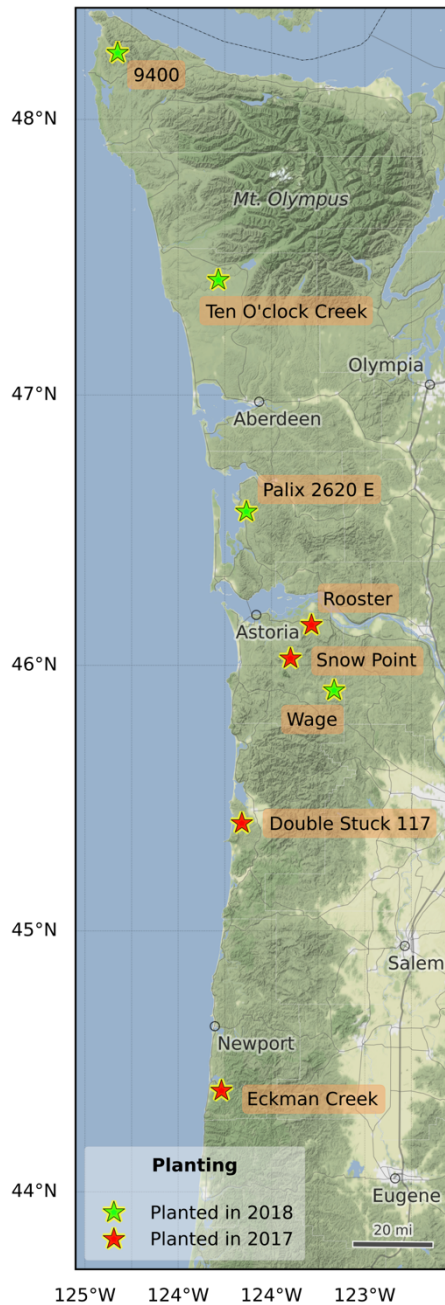 9400
48°N
Mt. Olympus
Ten O'clock Creek
Olympia
47°N
Aberdeen
Palix 2620 E
Rooster
Astoria
Snow Point
46°N
Wage
Double Stuck 117
45°N
Salem
Newport
Eckman Creek
Planting
44°N
Eugene
Planted in 2018
Planted in 2017
20 mi
125°W 124°W 124°W 123°W